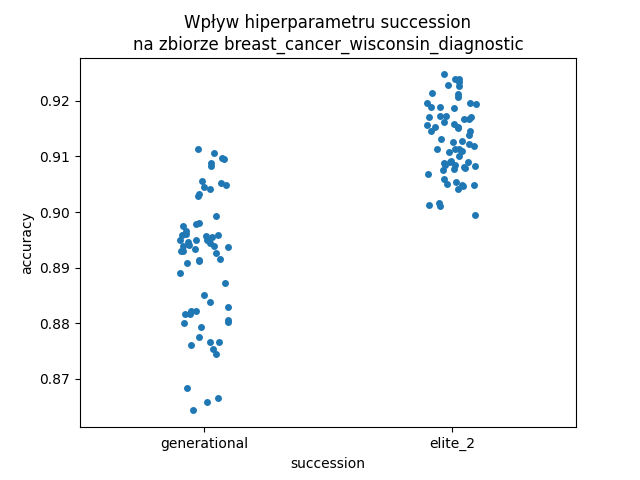 Wpływ hiperparametru succession
na zbiorze breast_cancer_wisconsin_diagnostic
0.92
0.91
0.90
0.89
0.88
0.87
accuracy
generational
elite_2
succession